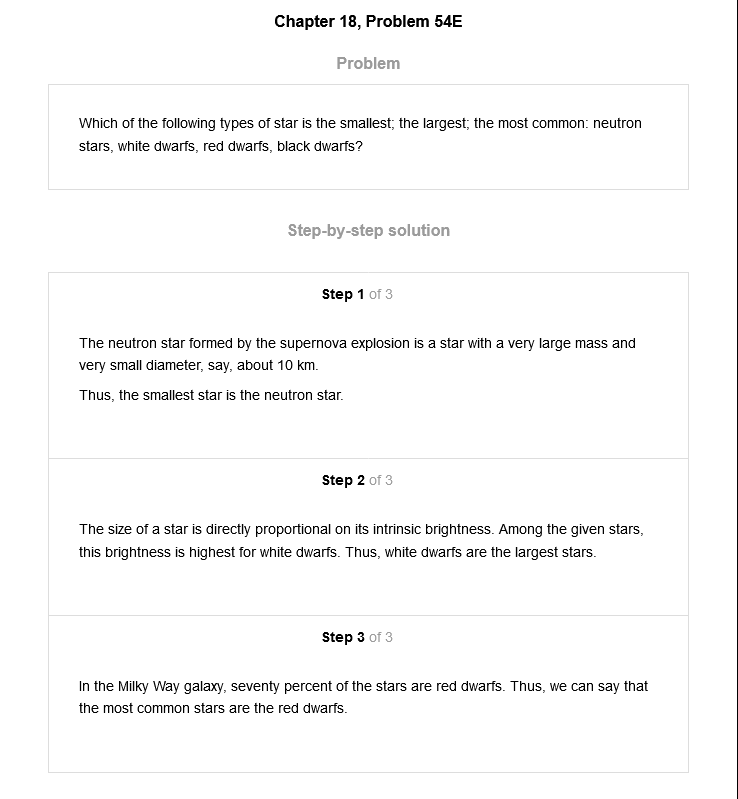 Chapter 18, Problem 54E
Problem
Which of the following types of star is the smallest; the largest; the most common: neutron
stars, white dwarfs, red dwarfs, black dwarfs?
Step-by-step solution
Step 1 of 3
The neutron star formed by the supernova explosion is a star with a very large mass and
very small diameter, say, about 10 km.
Thus, the smallest star is the neutron star.
Step 2 of 3
The size of a star is directly proportional on its intrinsic brightness. Among the given stars,
this brightness is highest for white dwarfs. Thus, white dwarfs are the largest stars.
Step 3 of 3
In the Milky Way galaxy, seventy percent of the stars are red dwarfs. Thus, we can say that
the most common stars are the red dwarfs.